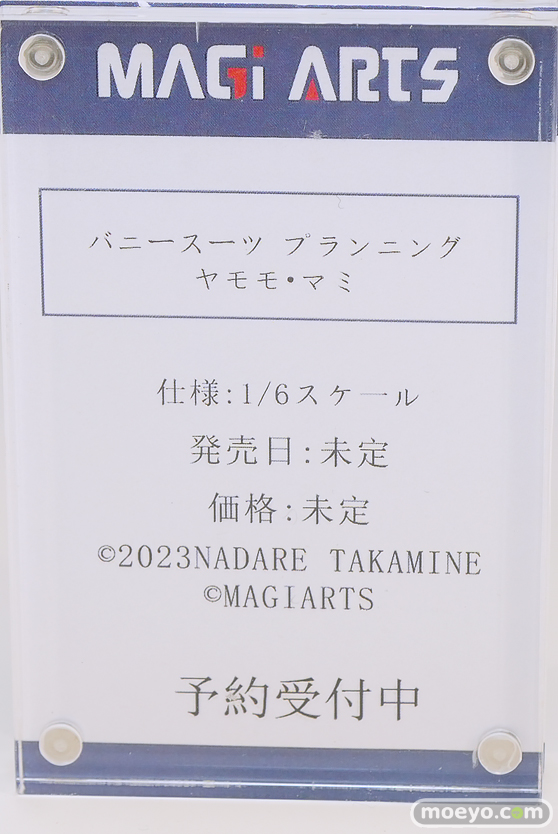 MAGi ARTS
バニースーツ プランニング
ヤモモ・マミ
仕様:1/6スケール
発売日:未定
価格:未定
©2023NADARE TAKAMINE
©MAGIARTS
予約受付中
moeyo.com